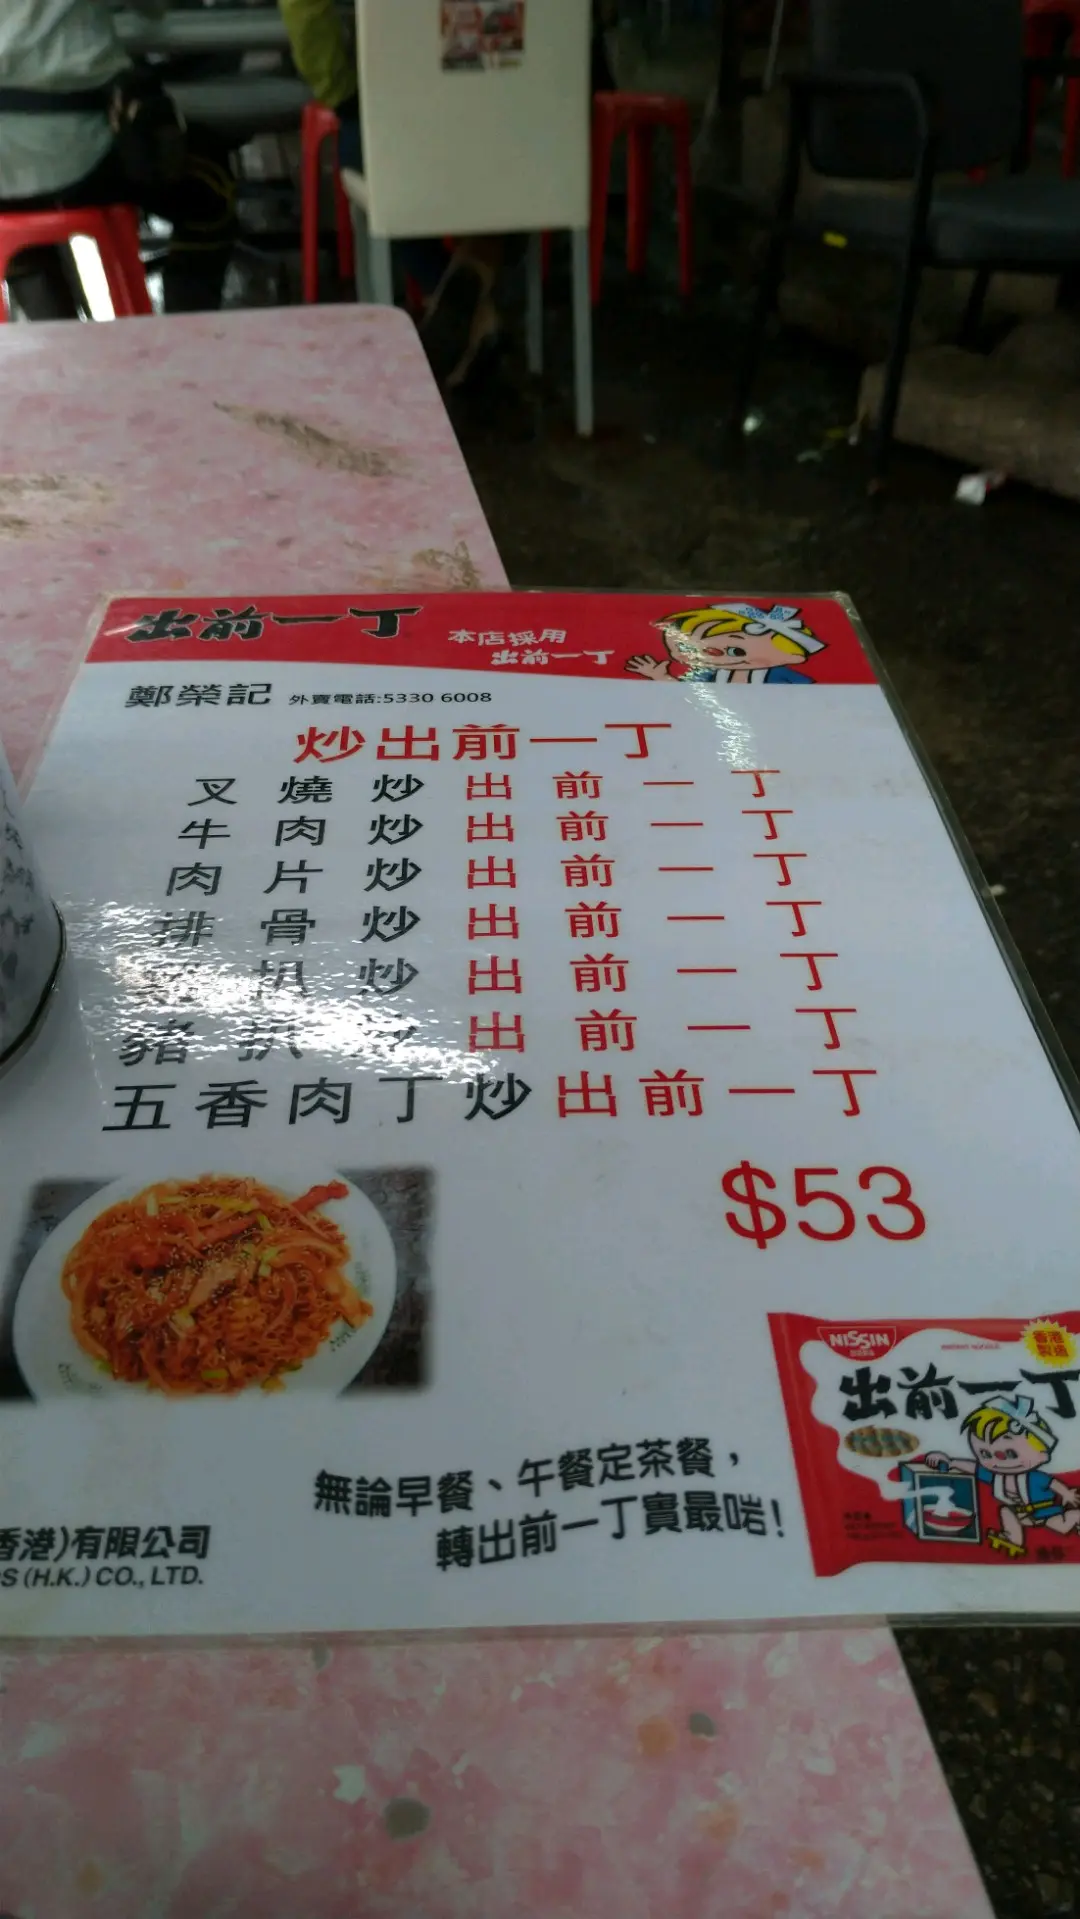 出前一丁
本店採用
出前一丁
鄭榮記 外賣電話:5330 6008
炒出前一丁
叉燒炒出前一丁
牛肉炒出前一丁
肉片炒出前一丁
排骨炒出前一丁
雞扒炒出前一丁
豬扒炒出前一丁
五香肉丁炒出前一丁
$53
NISSIN
香港
製造
出前一丁
無論早餐、午餐定茶餐，
轉出前一丁實最啱!
香港)有限公司
S (H.K.) CO., LTD.